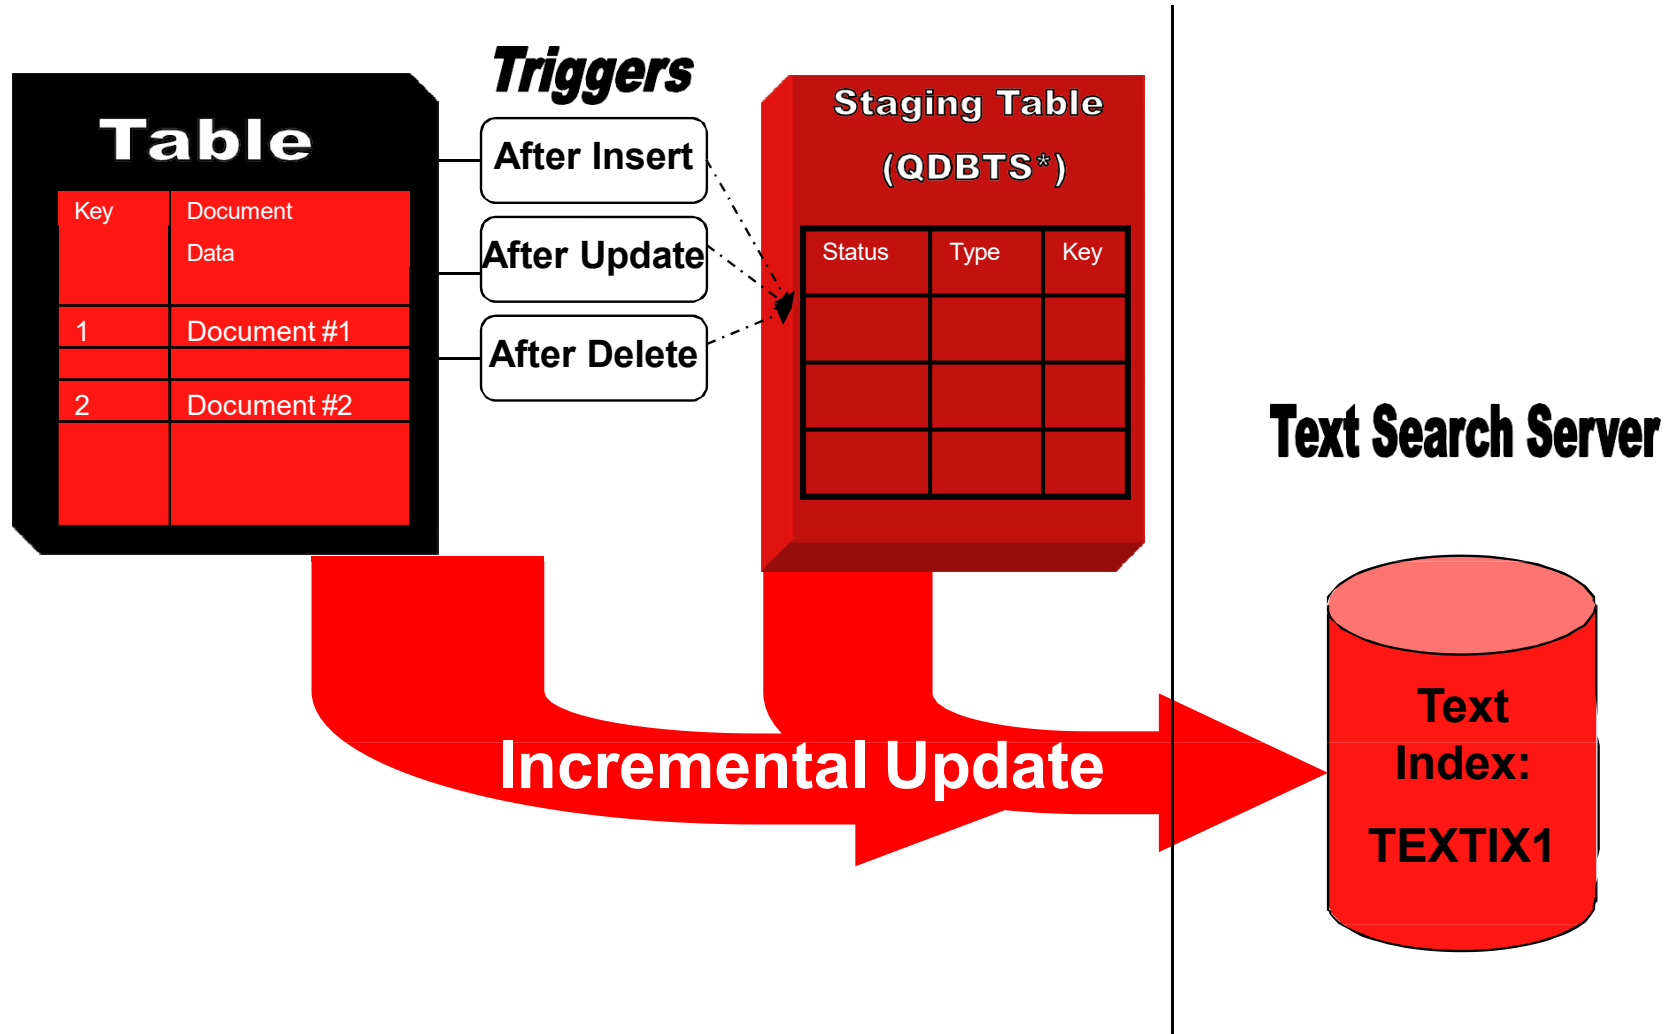 Triggers
Table
Key
Document
Data
1
Document #1
2
Document #2
After Insert
After Update
After Delete
Staging Table
(QDBTS*)
Status
Type
Key
Text Search Server
Incremental Update
Text
Index:
TEXTIX1